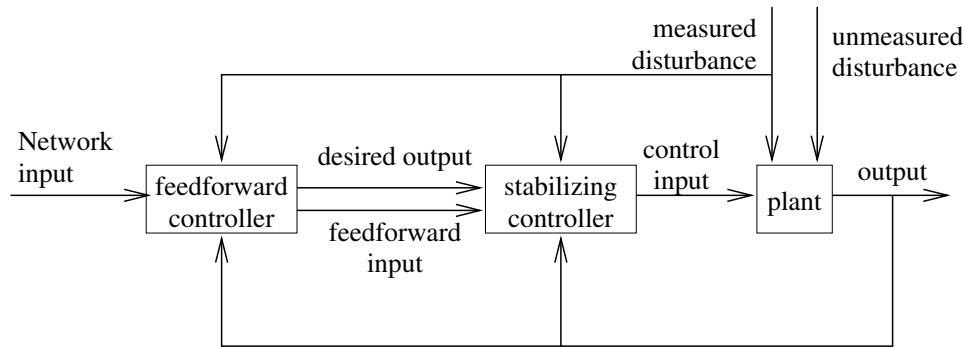 measured
disturbance
unmeasured
disturbance
Network
input
feedforward
controller
desired output
feedforward
input
stabilizing
controller
control
input
plant
output